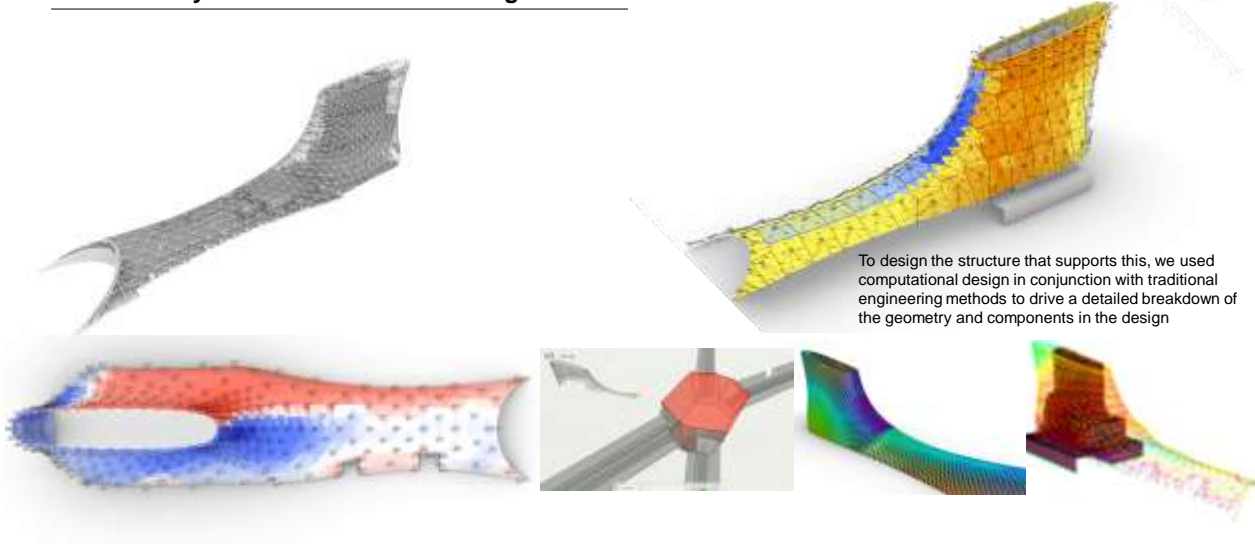 To design the structure that supports this, we used
computational design in conjunction with traditional
engineering methods to drive a detailed breakdown of
the geometry and components in the design